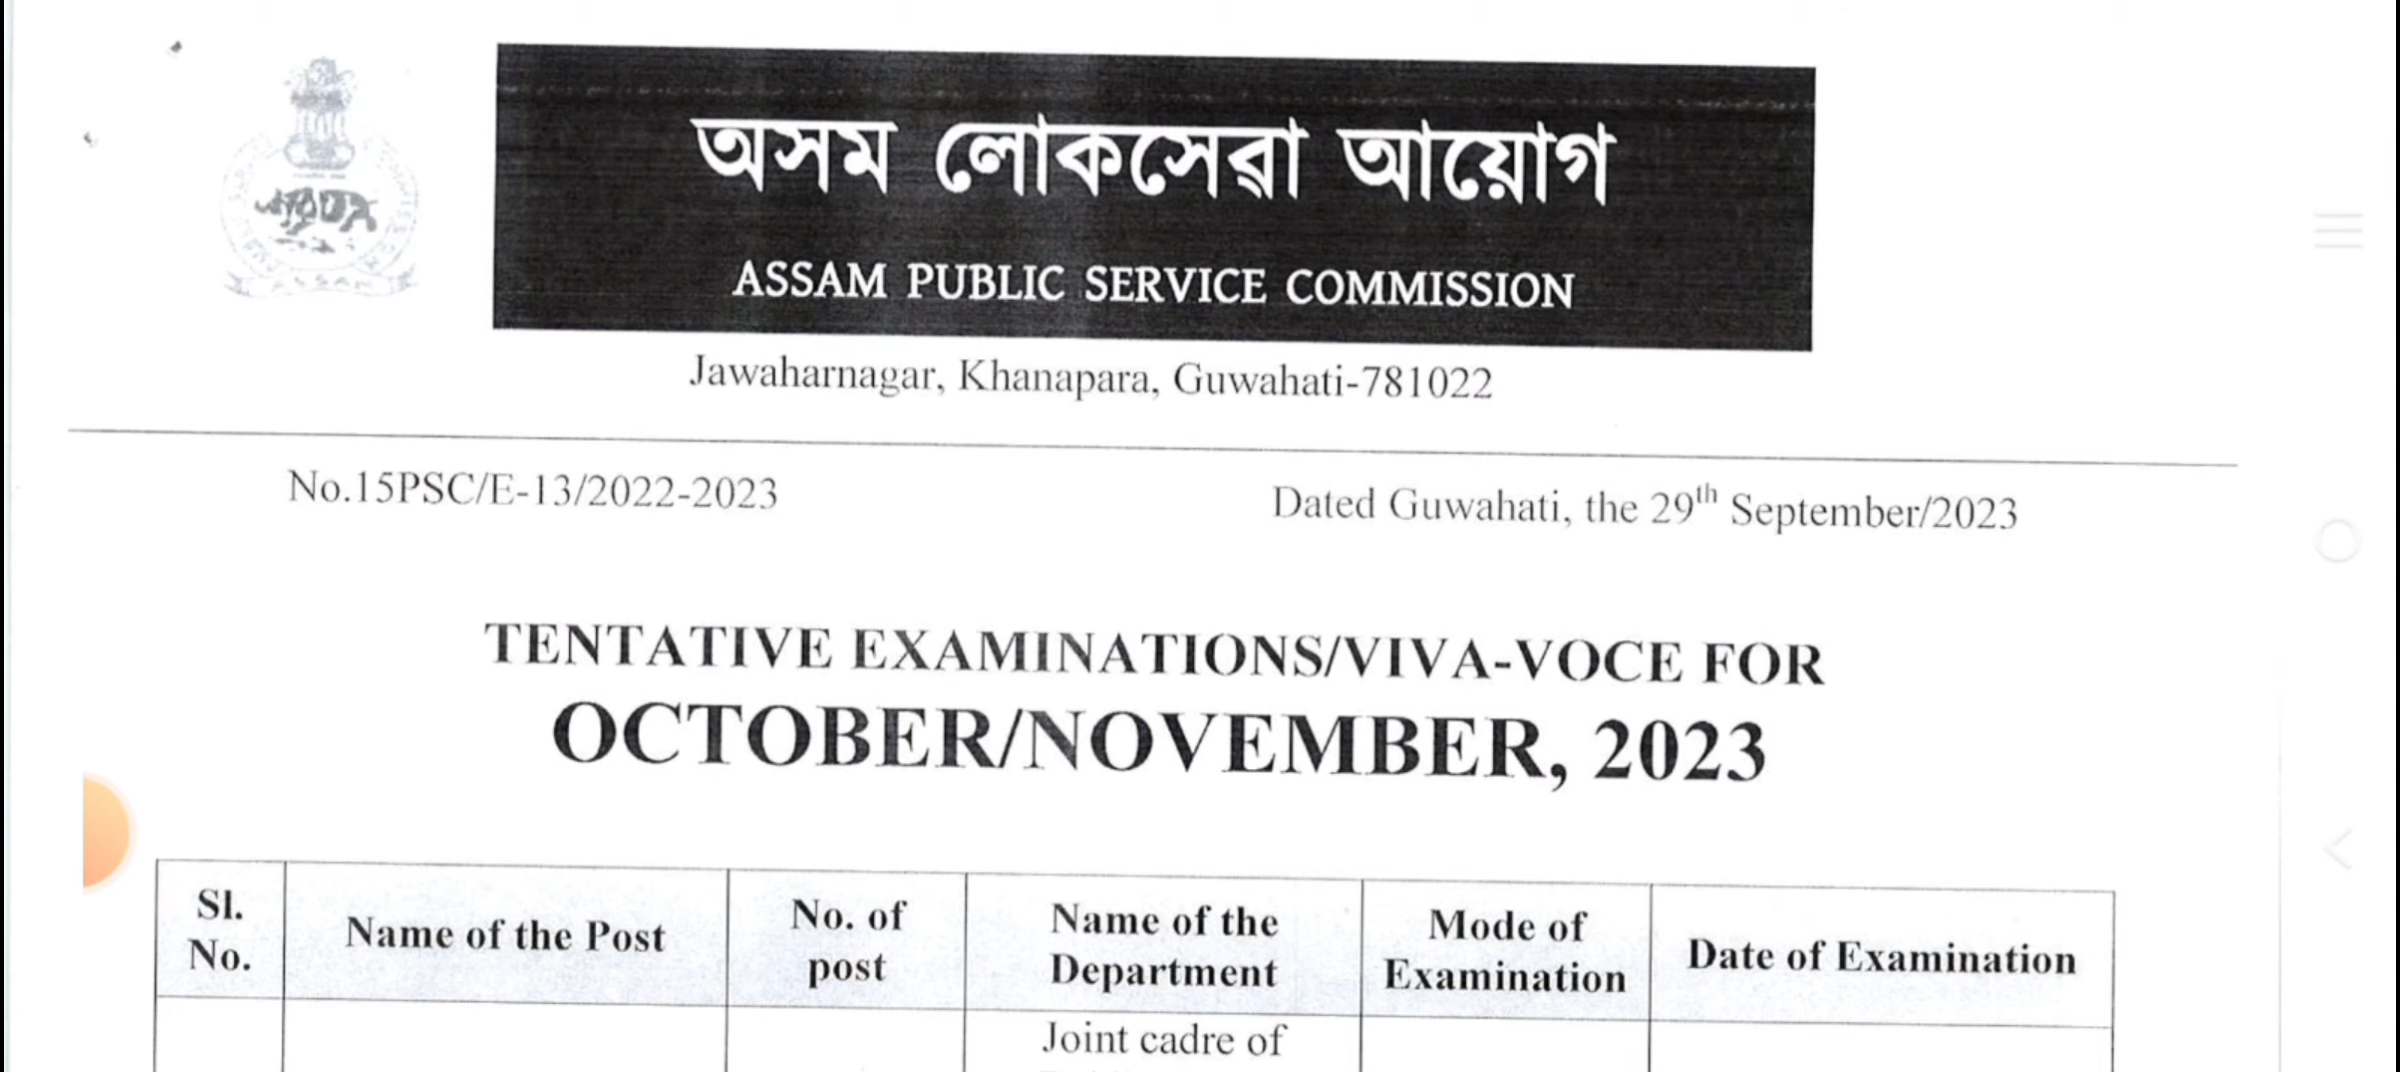 অসম লোকসেৱা আয়োগ
ASSAM PUBLIC SERVICE COMMISSION
Jawaharnagar, Khanapara, Guwahati-781022
No.15PSC/E-13/2022-2023
Dated Guwahati, the 29th September/2023
TENTATIVE EXAMINATIONS/VIVA-VOCE FOR
OCTOBER/NOVEMBER, 2023
Sl. No.
Name of the Post
No. of post
Name of the Department
Mode of Examination
Date of Examination
Joint cadre of